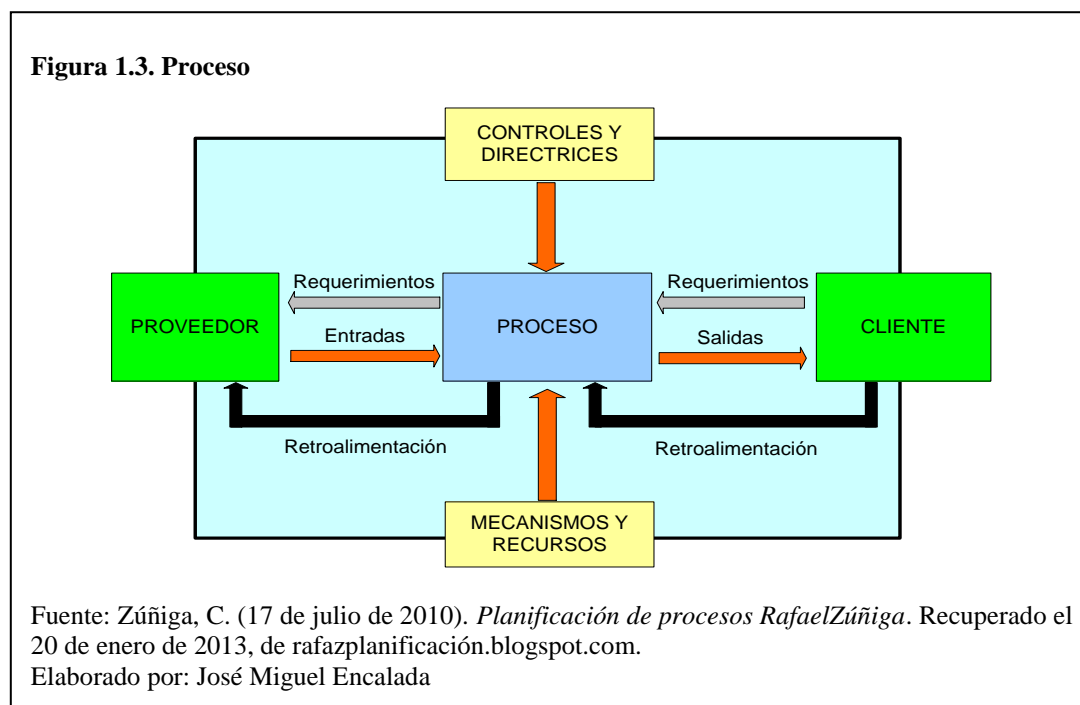 Figura 1.3. Proceso
CONTROLES Y
DIRECTRICES
Requerimientos
Requerimientos
PROVEEDOR
PROCESO
CLIENTE
Entradas
Salidas
Retroalimentación
Retroalimentación
MECANISMOS Y
RECURSOS
Fuente: Zúñiga, C. (17 de julio de 2010). Planificación de procesos RafaelZúñiga. Recuperado el
20 de enero de 2013, de rafazplanificación.blogspot.com.
Elaborado por: José Miguel Encalada